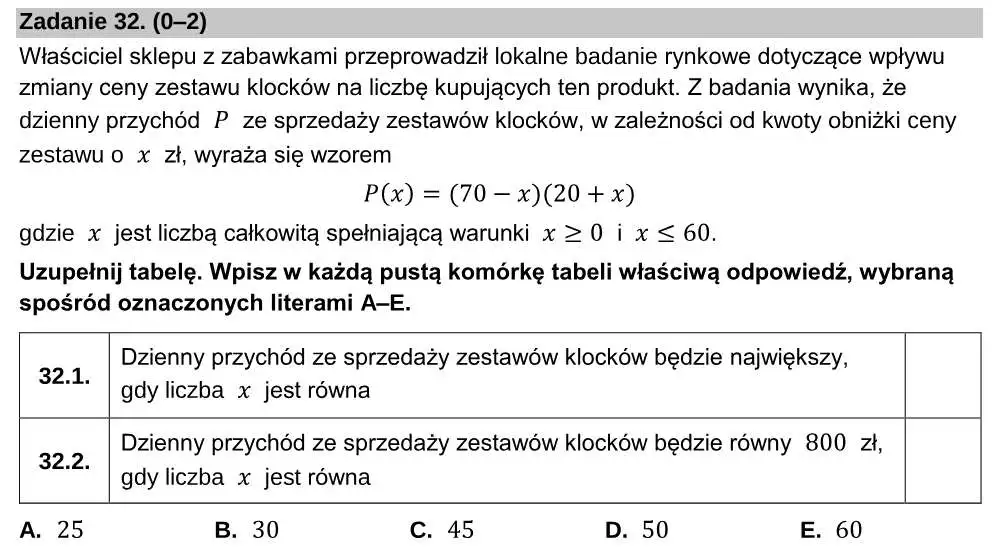 Zadanie 32. (0–2)
Właściciel sklepu z zabawkami przeprowadził lokalne badanie rynkowe dotyczące wpływu
zmiany ceny zestawu klocków na liczbę kupujących ten produkt. Z badania wynika, że
dzienny przychód P ze sprzedaży zestawów klocków, w zależności od kwoty obniżki ceny
zestawu o x zł, wyraża się wzorem
P(x) = (70 − x)(20 + x)
gdzie x jest liczbą całkowitą spełniającą warunki x ≥ 0 i x ≤ 60.
Uzupełnij tabelę. Wpisz w każdą pustą komórkę tabeli właściwą odpowiedź, wybraną
spośród oznaczonych literami A–E.
32.1. Dzienny przychód ze sprzedaży zestawów klocków będzie największy,
gdy liczba x jest równa
32.2. Dzienny przychód ze sprzedaży zestawów klocków będzie równy 800 zł,
gdy liczba x jest równa
A. 25 B. 30 C. 45 D. 50 E. 60